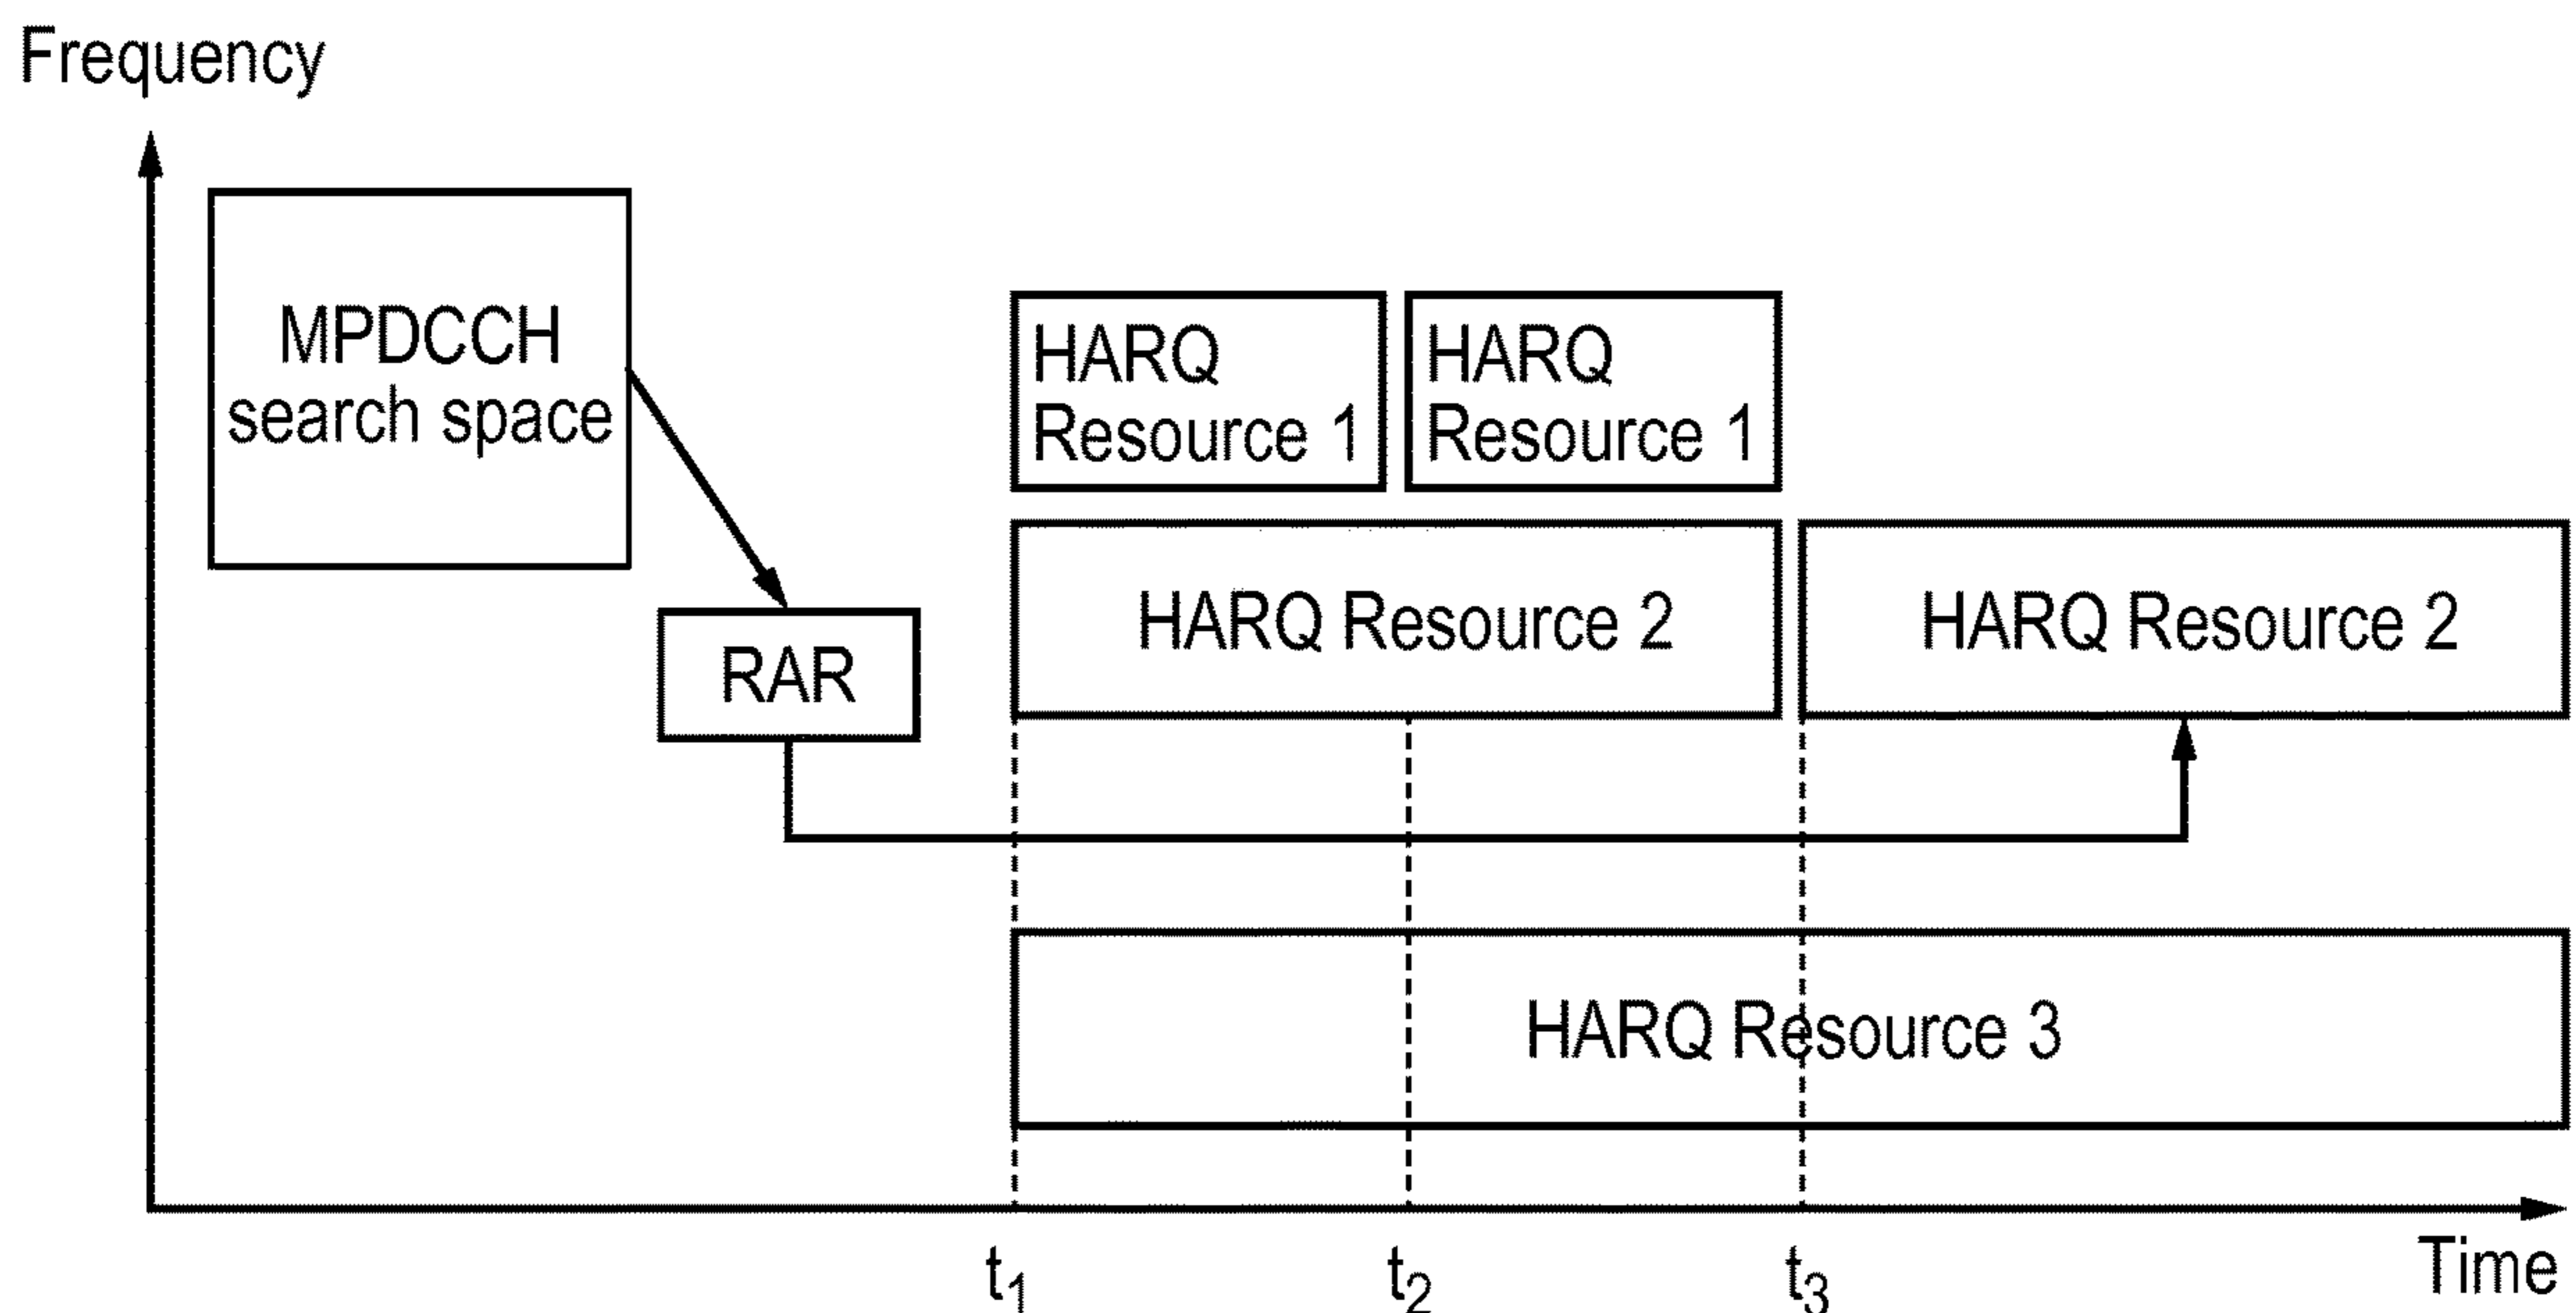 Frequency
MPDCCH
search space
HARQ
Resource 1
HARQ
Resource 1
HARQ Resource 2
HARQ Resource 2
RAR
HARQ Resource 3
t₁
t₂
t₃
Time